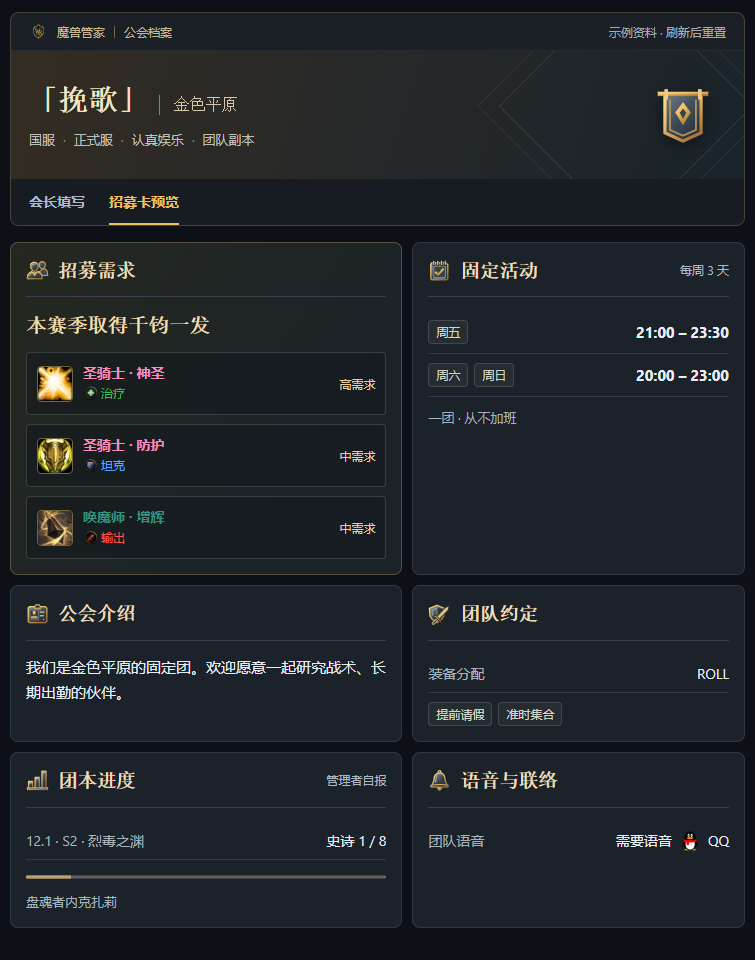 魔兽管家 | 公会档案
示例资料 · 刷新后重置
「挽歌」 | 金色平原
国服 · 正式服 · 认真娱乐 · 团队副本
会长填写 招募卡预览
招募需求
本赛季取得千钧一发
圣骑士 · 神圣
治疗
高需求
圣骑士 · 防护
坦克
中需求
唤魔师 · 增辉
输出
中需求
固定活动
每周 3 天
周五 21:00 – 23:30
周六 周日 20:00 – 23:00
一团 · 从不加班
公会介绍
我们是金色平原的固定团。欢迎愿意一起研究战术、长
期出勤的伙伴。
团队约定
装备分配 ROLL
提前请假 准时集合
团本进度
管理者自报
12.1 · S2 · 烈毒之渊 史诗 1 / 8
盘魂者内克扎莉
语音与联络
团队语音 需要语音 QQ